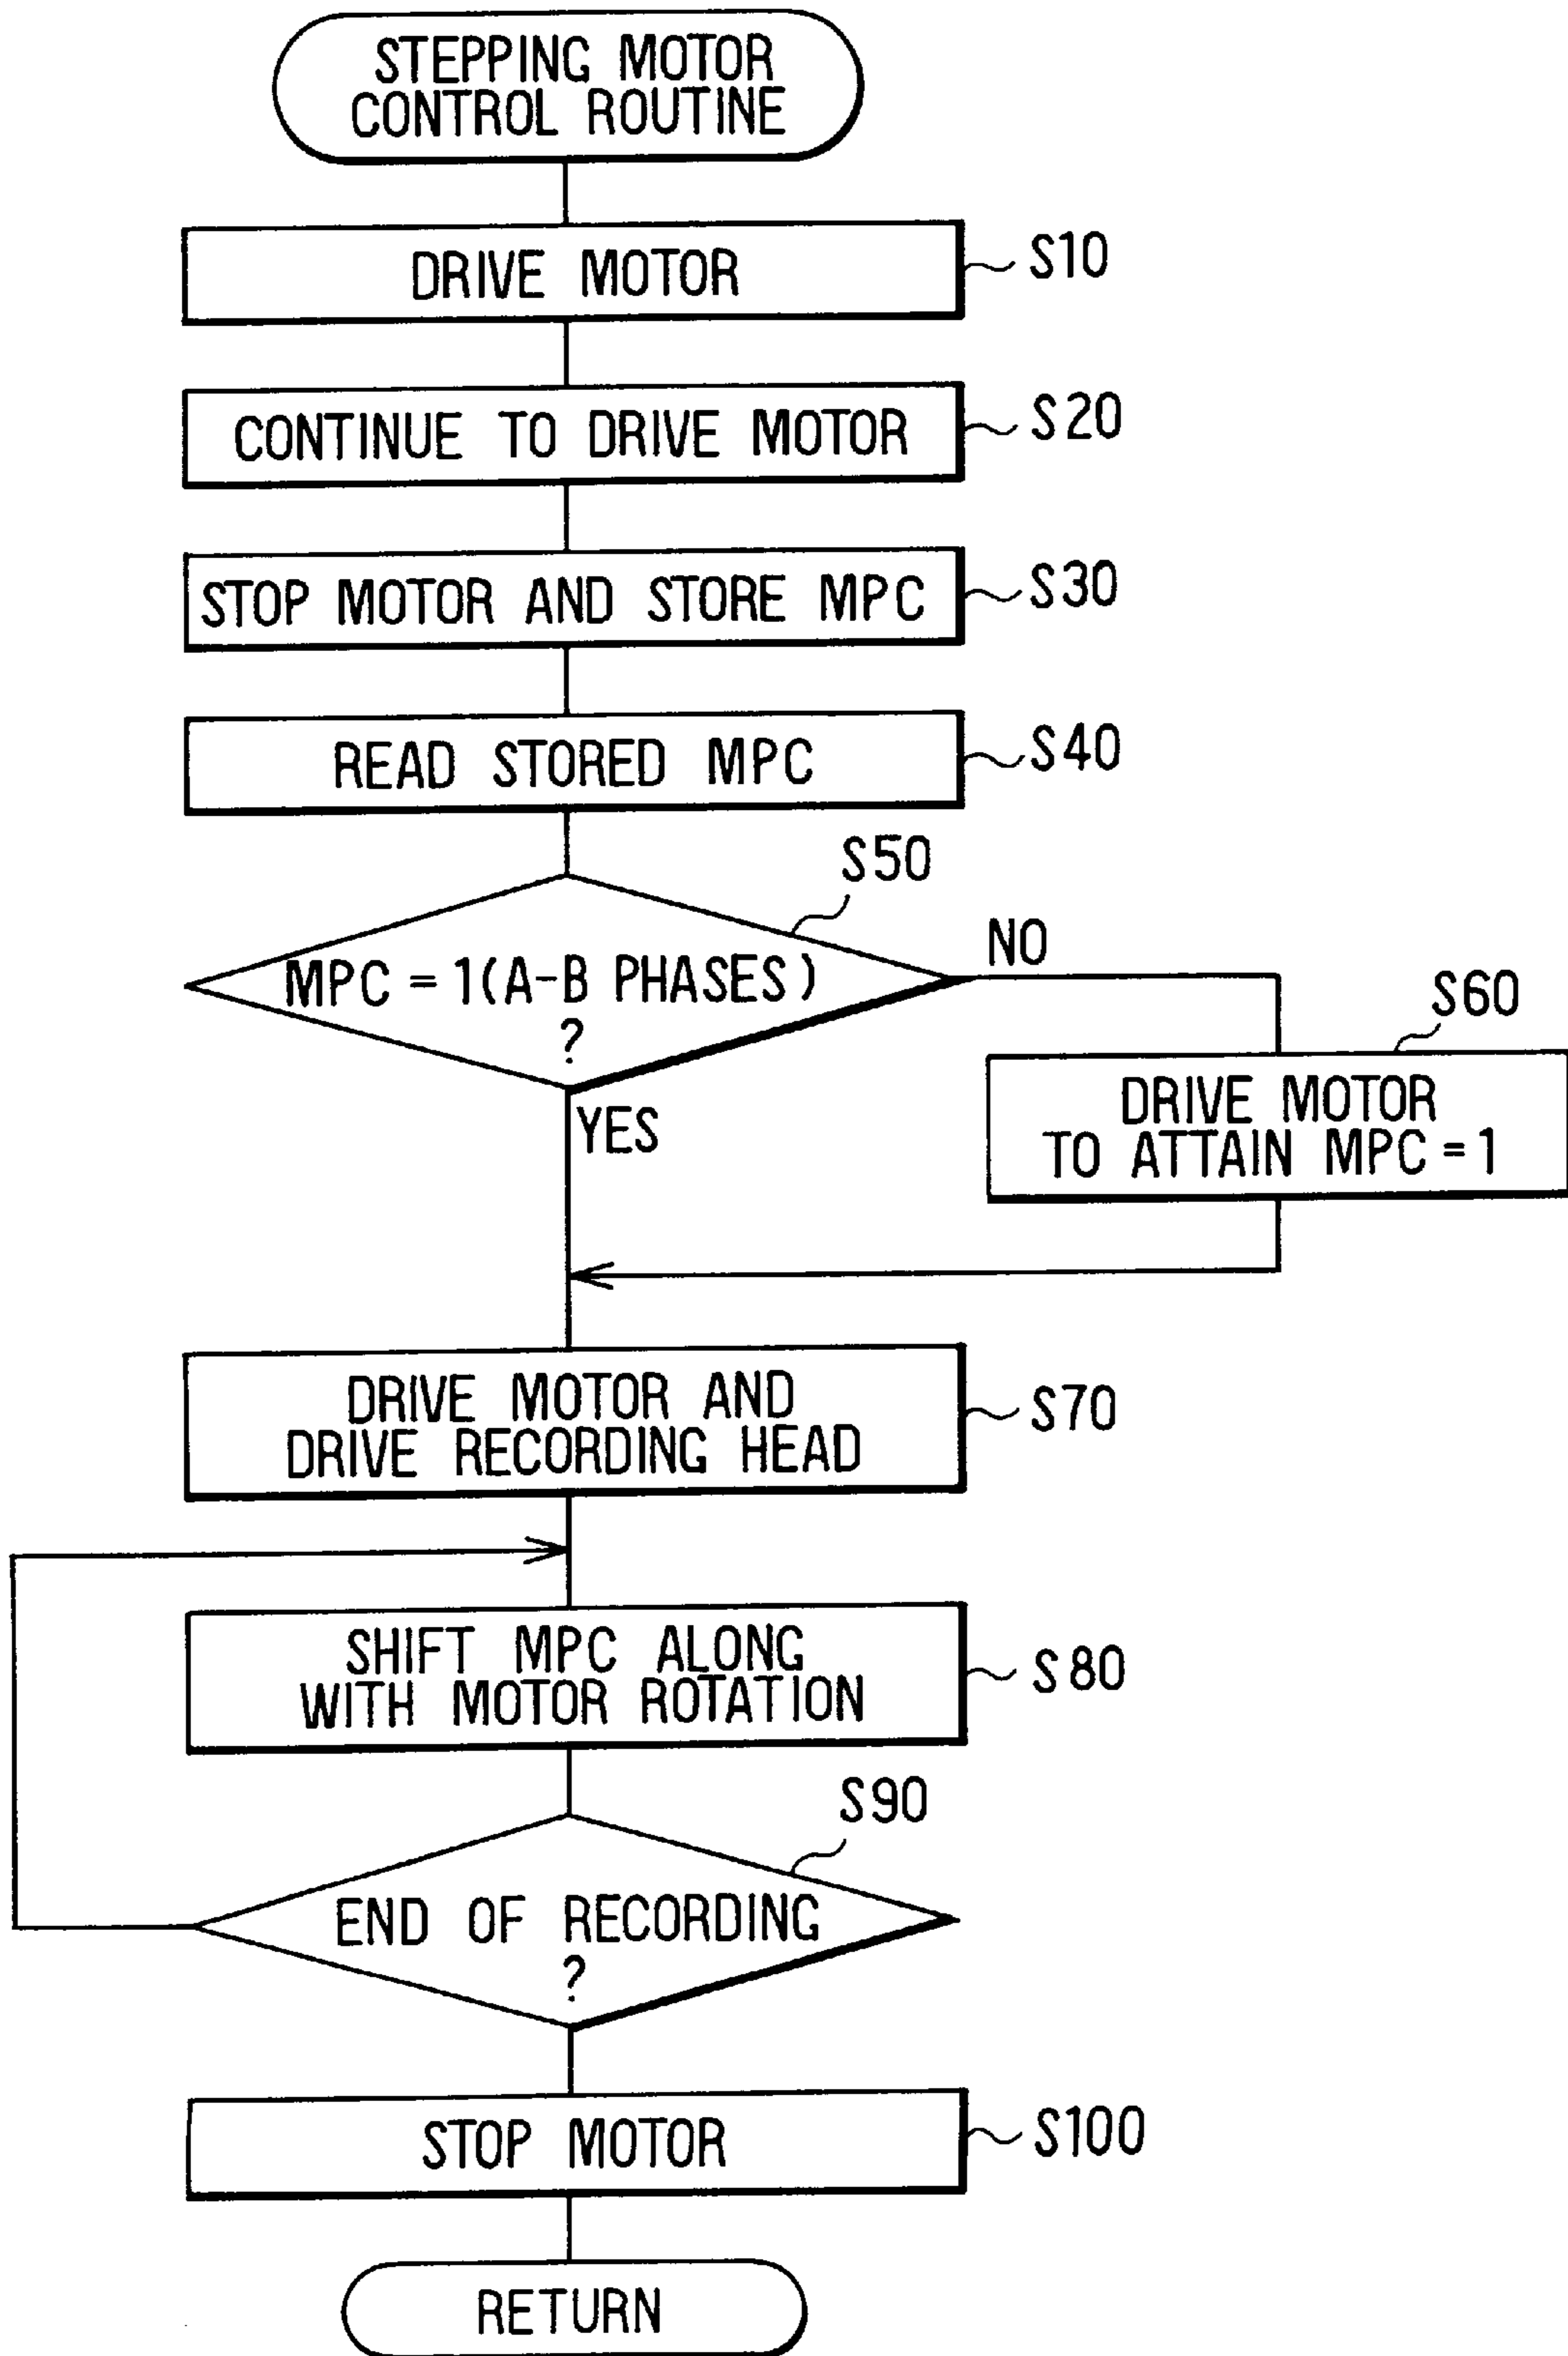 STEPPING MOTOR
CONTROL ROUTINE
DRIVE MOTOR
S10
CONTINUE TO DRIVE MOTOR
S20
STOP MOTOR AND STORE MPC
S30
READ STORED MPC
S40
S50
MPC = 1(A-B PHASES)
?
NO
YES
S60
DRIVE MOTOR
TO ATTAIN MPC = 1
DRIVE MOTOR AND
DRIVE RECORDING HEAD
S70
SHIFT MPC ALONG
WITH MOTOR ROTATION
S80
S90
END OF RECORDING
?
STOP MOTOR
S100
RETURN